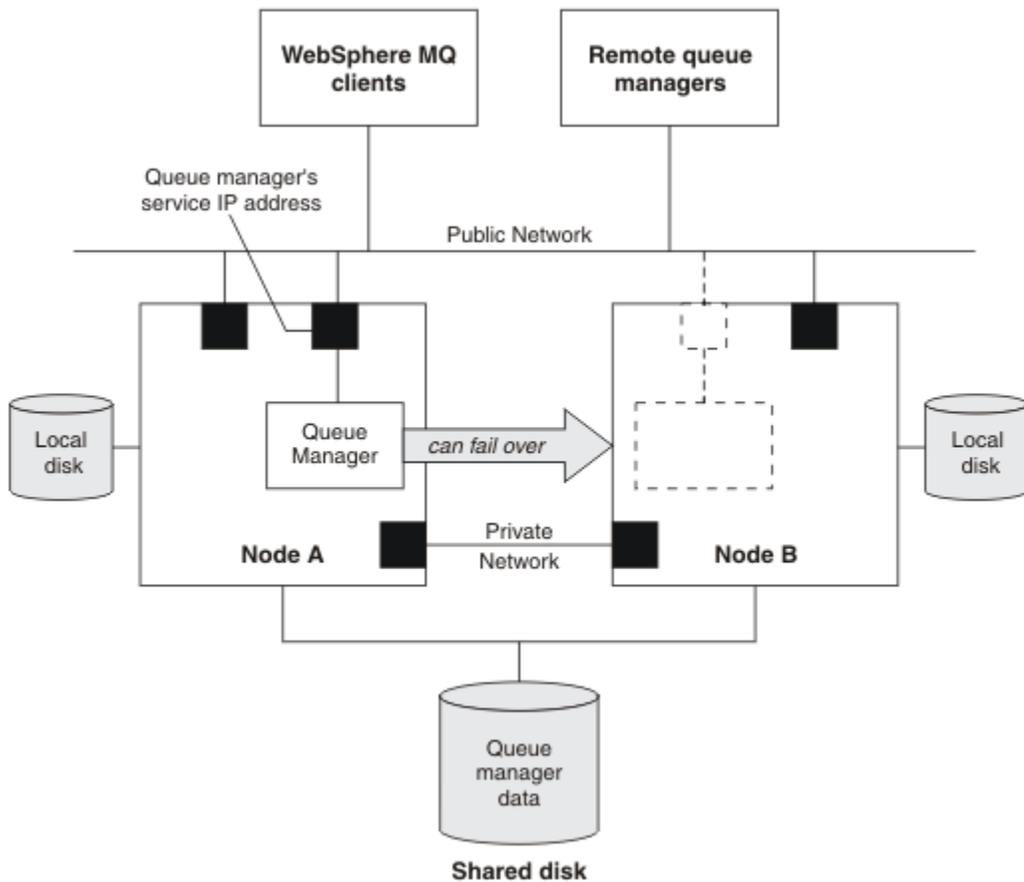 WebSphere MQ
clients
Remote queue
managers
Queue manager's
service IP address
Public Network
Local
disk
Queue
Manager
can fail over
Local
disk
Private
Network
Node A
Node B
Queue
manager
data
Shared disk